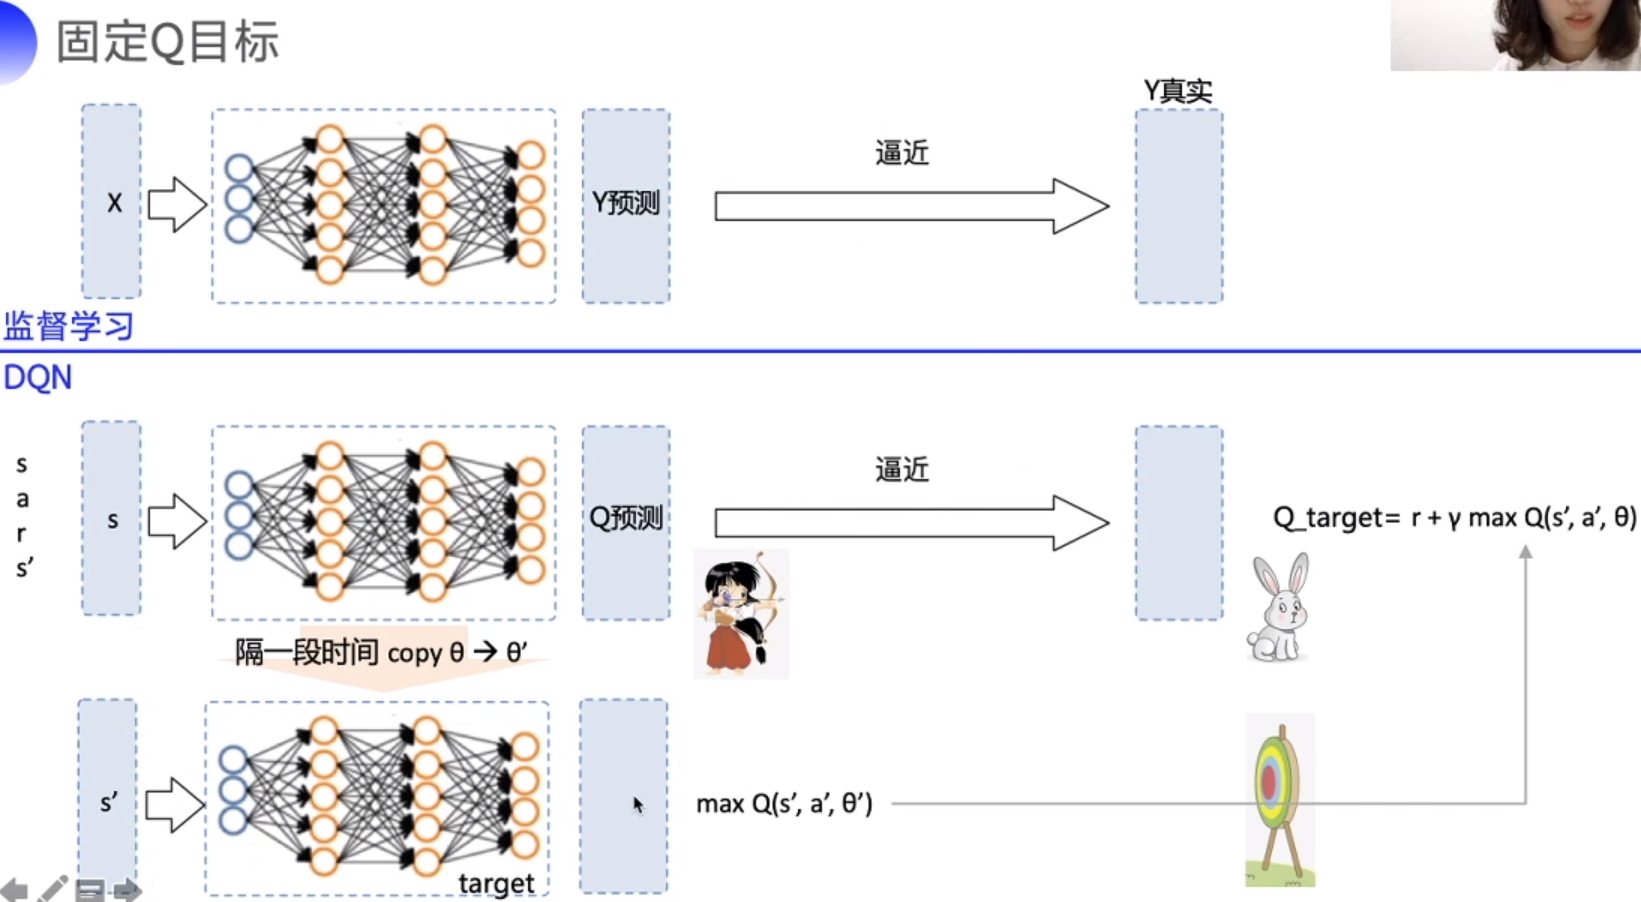 固定Q目标
Y真实
X
Y预测
逼近
监督学习
DQN
s
a
r
s’
s
Q预测
逼近
Q_target= r + γ max Q(s’, a’, θ)
隔一段时间 copy θ → θ’
s’
max Q(s’, a’, θ’)
target